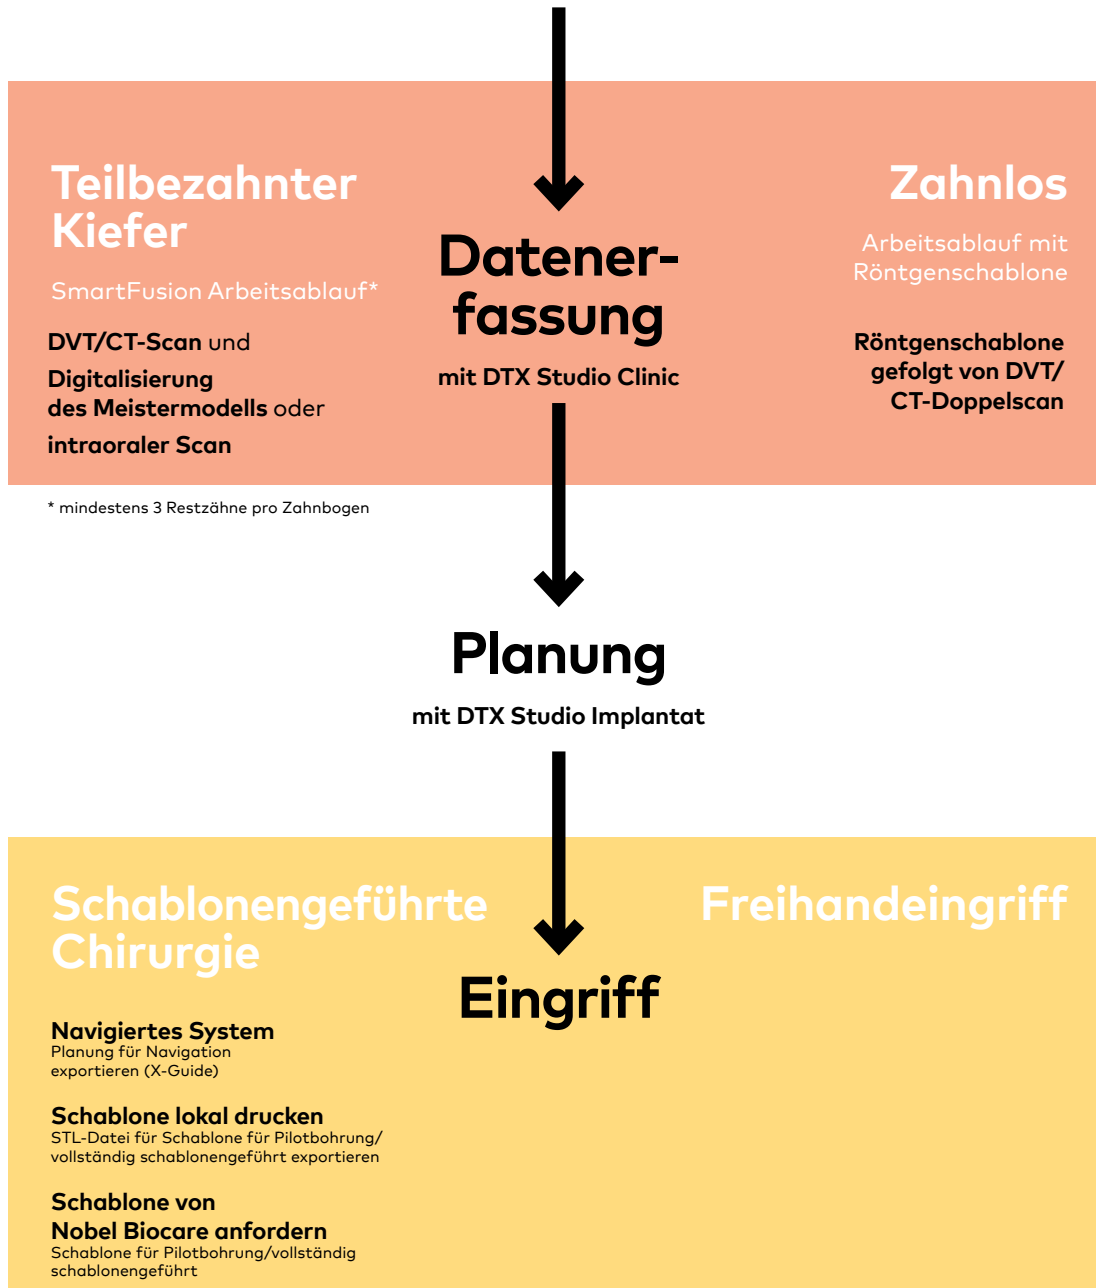 Teilbezahnter
Kiefer
SmartFusion Arbeitsablauf*
DVT/CT-Scan und
Digitalisierung
des Meistermodells oder
intraoraler Scan
Datener-
fassung
mit DTX Studio Clinic
Zahnlos
Arbeitsablauf mit
Röntgenschablone
Röntgenschablone
gefolgt von DVT/
CT-Doppelscan
* mindestens 3 Restzähne pro Zahnbogen
Planung
mit DTX Studio Implantat
Schablonengeführte
Chirurgie
Freihandeingriff
Eingriff
Navigiertes System
Planung für Navigation
exportieren (X-Guide)
Schablone lokal drucken
STL-Datei für Schablone für Pilotbohrung/
vollständig schablonengeführt exportieren
Schablone von
Nobel Biocare anfordern
Schablone für Pilotbohrung/vollständig
schablonengeführt